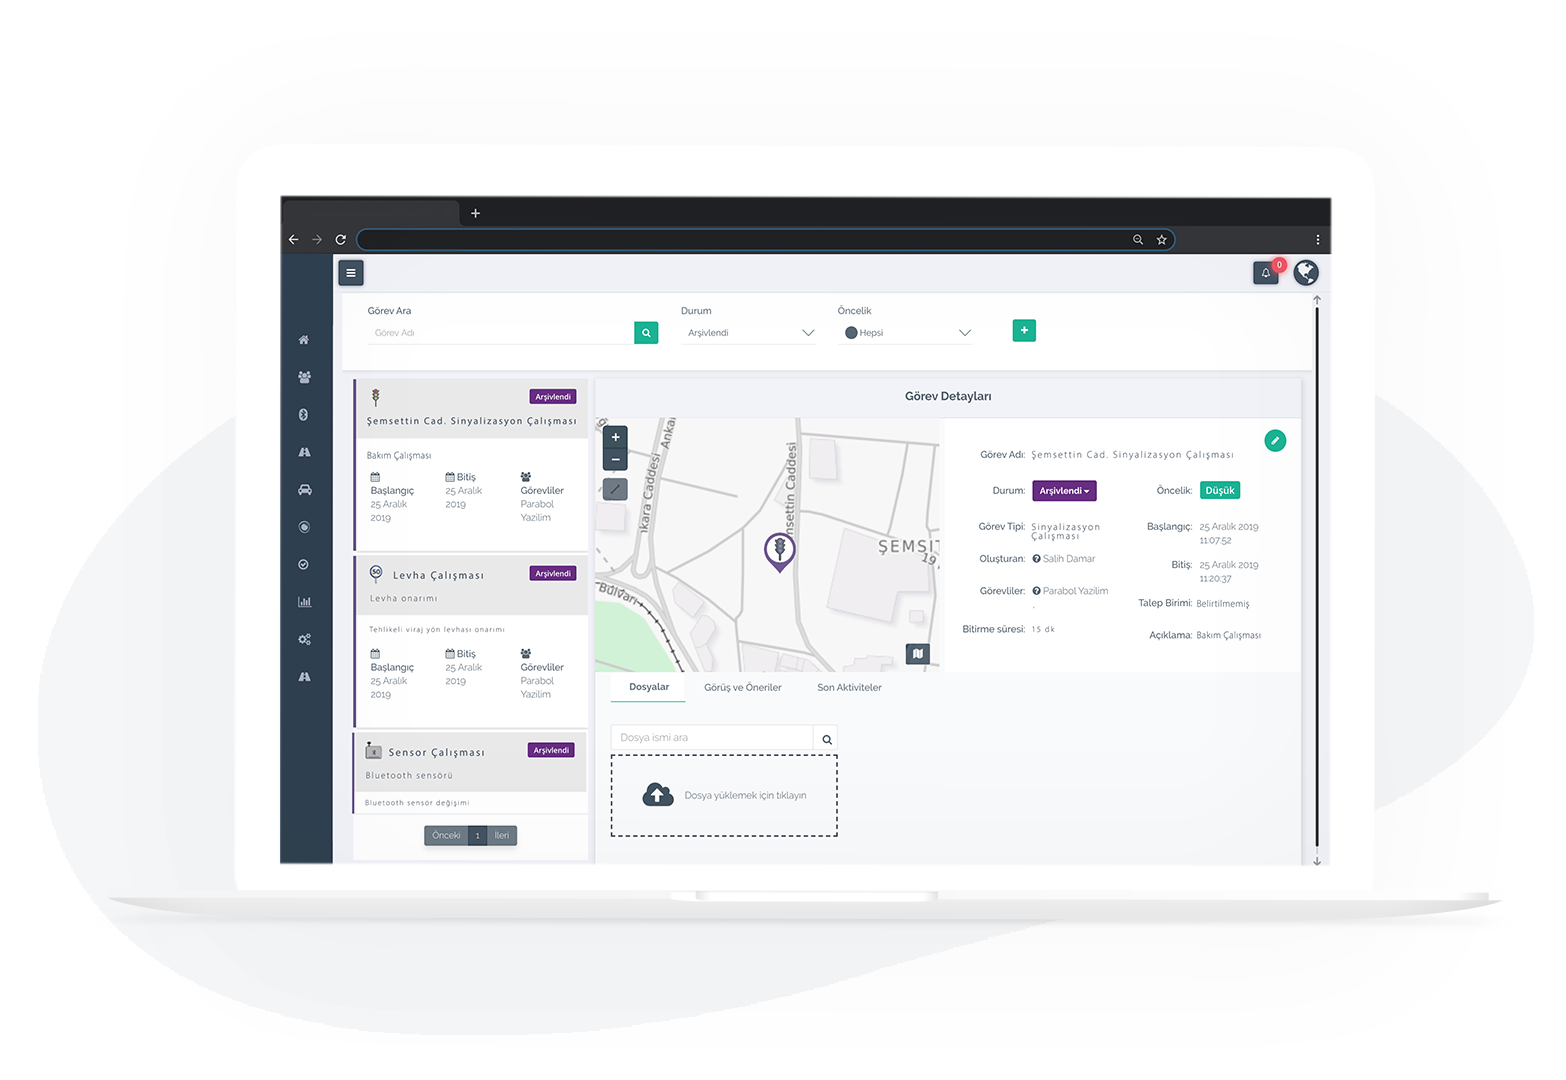 0
Görev Ara
Durum
Öncelik
Görev Adı
Arşivlendi
Hepsi
Arşivlendi
Şemsettin Cad. Sinyalizasyon Çalışması
Bakım Çalışması
Başlangıç
25 Aralık
2019
Bitiş
25 Aralık
2019
Görevliler
Parabol
Yazilim
50
Levha Çalışması
Arşivlendi
Levha onarımı
Tehlikeli viraj yön levhası onarımı
Başlangıç
25 Aralık
2019
Bitiş
25 Aralık
2019
Görevliler
Parabol
Yazilim
Sensor Çalışması
Arşivlendi
Bluetooth sensörü
Bluetooth sensör değişimi
Önceki 1 İleri
Görev Detayları
kara Caddesi Anka
msettin Caddesi
ŞEMSİ
19
Bulvarı
Görev Adı: Şemsettin Cad. Sinyalizasyon Çalışması
Durum: Arşivlendi
Öncelik: Düşük
Görev Tipi: Sinyalizasyon
Çalışması
Başlangıç: 25 Aralık 2019
11:07:52
Oluşturan: Salih Damar
Bitiş: 25 Aralık 2019
11:20:37
Görevliler: Parabol Yazilim
Talep Birimi: Belirtilmemiş
Bitirme süresi: 15 dk
Açıklama: Bakım Çalışması
Dosyalar
Görüş ve Öneriler
Son Aktiviteler
Dosya ismi ara
Dosya yüklemek için tıklayın